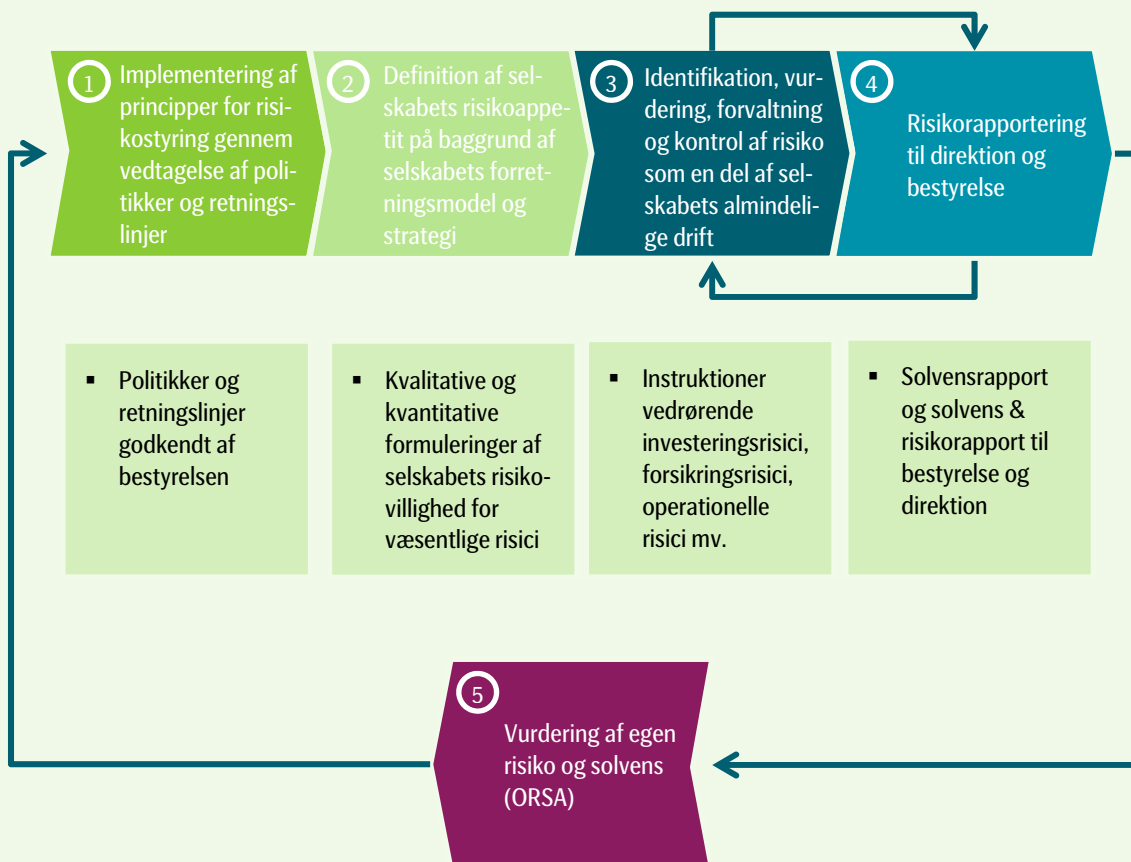 1
Implementering af
principper for risi-
kostyring gennem
vedtagelse af poli-
tikker og retnings-
linjer
2
Definition af sel-
skabets risikoappe-
tit på baggrund af
selskabets forret-
ningsmodel og
strategi
3
Identifikation, vur-
dering, forvaltning
og kontrol af risiko
som en del af sel-
skabets almindeli-
ge drift
4
Risikorapportering
til direktion og
bestyrelse
▪ Politikker og
retningslinjer
godkendt af
bestyrelsen
▪ Kvalitative og
kvantitative
formuleringer af
selskabets risiko-
villighed for
væsentlige risici
▪ Instruktioner
vedrørende
investeringsrisici,
forsikringsrisici,
operationelle
risici mv.
▪ Solvensrapport
og solvens &
risikorapport til
bestyrelse og
direktion
5
Vurdering af egen
risiko og solvens
(ORSA)